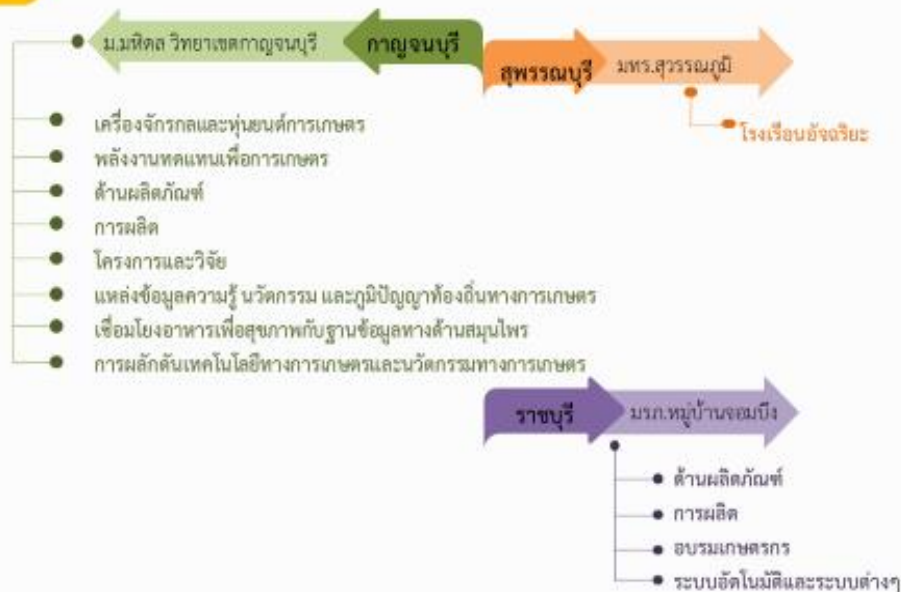 ม.มหิดล วิทยาเขตกาญจนบุรี
กาญจนบุรี
เครื่องจักรกลและหุ่นยนต์การเกษตร
พลังงานทดแทนเพื่อการเกษตร
ด้านผลิตภัณฑ์
การผลิต
โครงการและวิจัย
แหล่งข้อมูลความรู้ นวัตกรรม และภูมิปัญญาท้องถิ่นทางการเกษตร
เชื่อมโยงอาหารเพื่อสุขภาพกับฐานข้อมูลทางด้านสมุนไพร
การผลักดันเทคโนโลยีทางการเกษตรและนวัตกรรมทางการเกษตร
สุพรรณบุรี
มทร.สุวรรณภูมิ
โรงเรือนอัจฉริยะ
ราชบุรี
มรภ.หมู่บ้านจอมบึง
ด้านผลิตภัณฑ์
การผลิต
อบรมเกษตรกร
ระบบอัตโนมัติและระบบต่างๆ